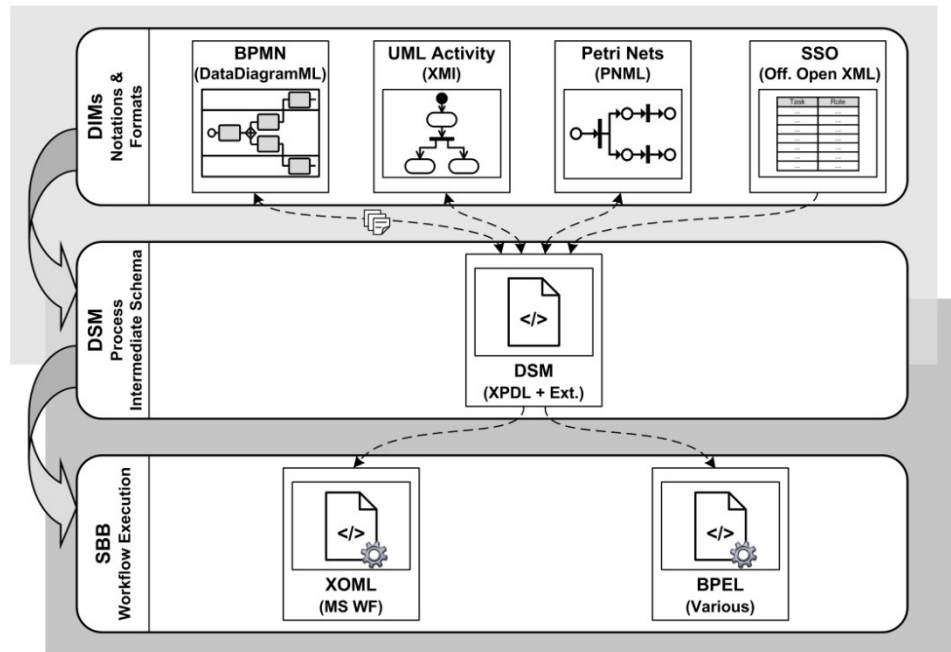 DIMs
Notations &
Formats
BPMN
(DataDiagramML)
UML Activity
(XMI)
Petri Nets
(PNML)
SSO
(Off. Open XML)
Task Role
... ...
... ...
... ...
... ...
... ...
... ...
... ...
DSM
Process
Intermediate Schema
</>
DSM
(XPDL + Ext.)
SBB
Workflow Execution
</>
XOML
(MS WF)
</>
BPEL
(Various)